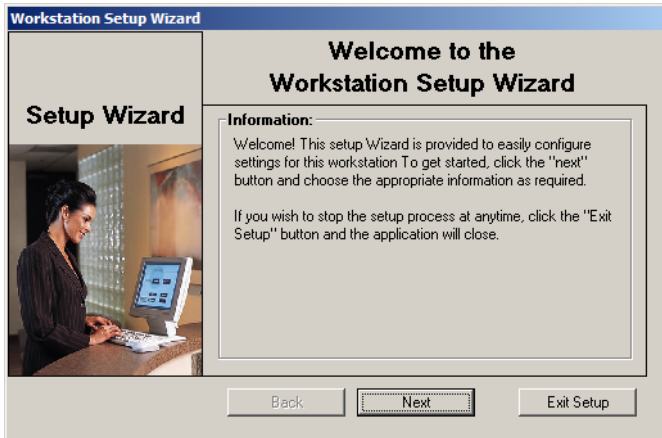 Workstation Setup Wizard
Welcome to the
Workstation Setup Wizard
Setup Wizard
Information:
Welcome! This setup Wizard is provided to easily configure
settings for this workstation To get started, click the "next"
button and choose the appropriate information as required.
If you wish to stop the setup process at anytime, click the "Exit
Setup" button and the application will close.
Back
Next
Exit Setup